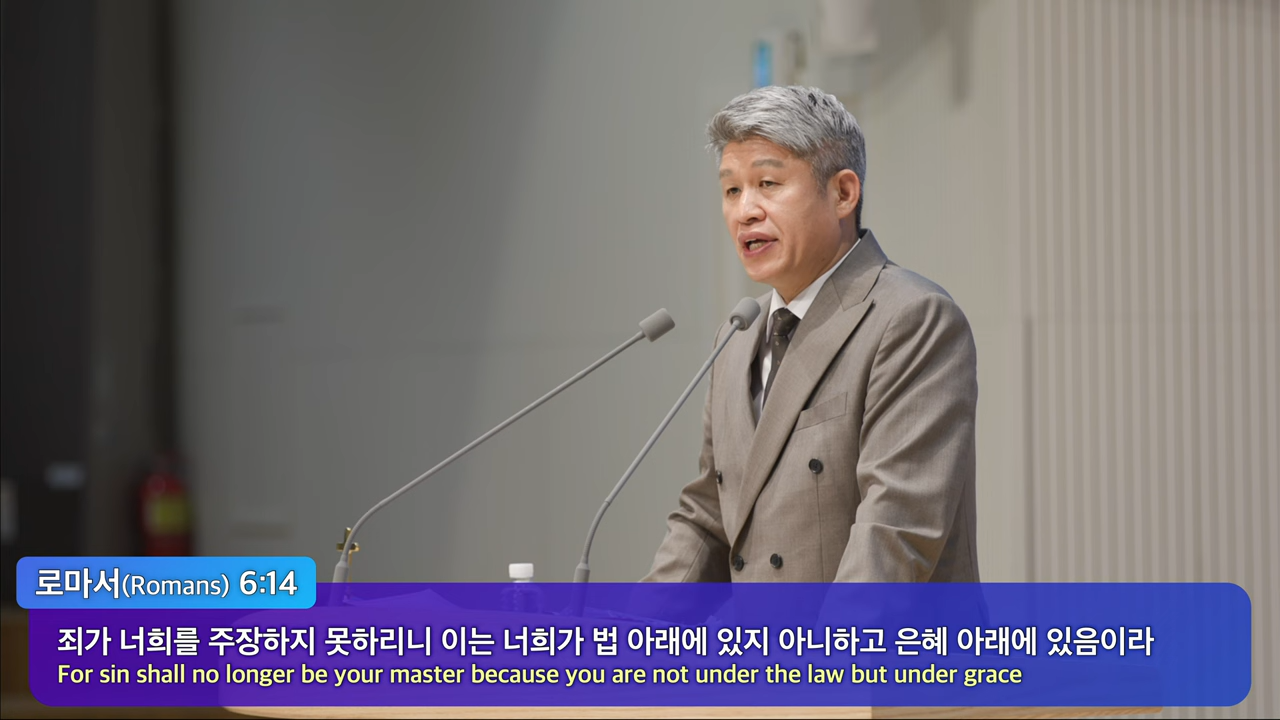 로마서(Romans) 6:14
죄가 너희를 주장하지 못하리니 이는 너희가 법 아래에 있지 아니하고 은혜 아래에 있음이라
For sin shall no longer be your master because you are not under the law but under grace